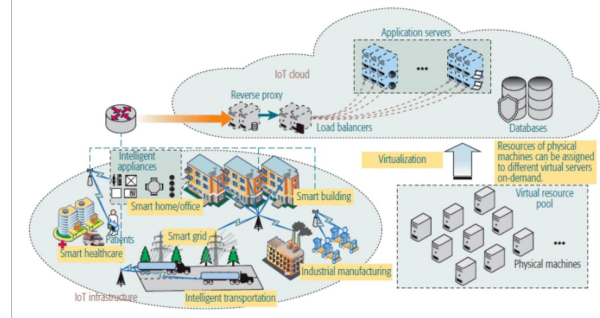 Application servers
IoT cloud
Reverse proxy
Load balancers
Databases
Virtualization
Resources of physical
machines can be assigned
to different virtual servers
on-demand.
Intelligent
appliances
Smart home/office
Smart building
Virtual resource
pool
Patients
Smart healthcare
Smart grid
Industrial manufacturing
Physical machines
IoT infrastructure
Intelligent transportation